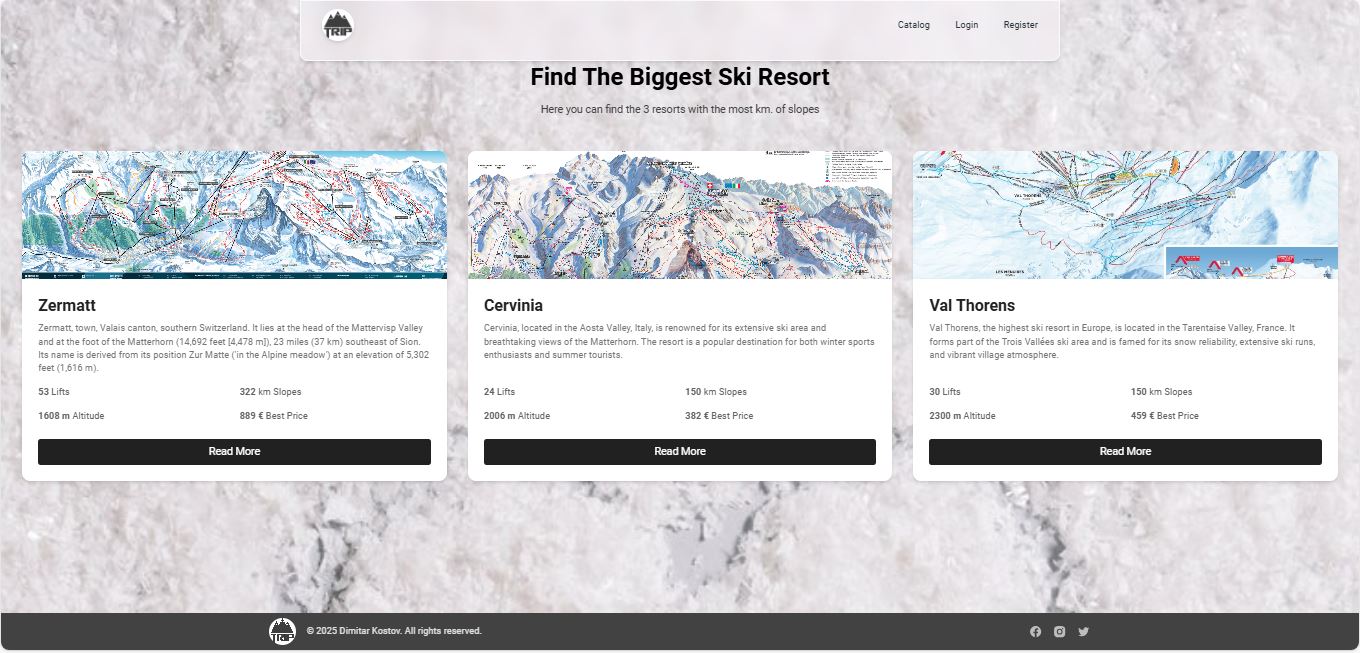 TRIP
Catalog Login Register
Find The Biggest Ski Resort
Here you can find the 3 resorts with the most km. of slopes
VAL THORENS
LES MENUIRES
Zermatt
Zermatt, town, Valais canton, southern Switzerland. It lies at the head of the Mattervisp Valley
and at the foot of the Matterhorn (14,692 feet [4,478 m]), 23 miles (37 km) southeast of Sion.
Its name is derived from its position Zur Matte ('in the Alpine meadow') at an elevation of 5,302
feet (1,616 m).
53 Lifts 322 km Slopes
1608 m Altitude 889 € Best Price
Read More
Cervinia
Cervinia, located in the Aosta Valley, Italy, is renowned for its extensive ski area and
breathtaking views of the Matterhorn. The resort is a popular destination for both winter sports
enthusiasts and summer tourists.
24 Lifts 150 km Slopes
2006 m Altitude 382 € Best Price
Read More
Val Thorens
Val Thorens, the highest ski resort in Europe, is located in the Tarentaise Valley, France. It
forms part of the Trois Vallées ski area and is famed for its snow reliability, extensive ski runs,
and vibrant village atmosphere.
30 Lifts 150 km Slopes
2300 m Altitude 459 € Best Price
Read More
TRIP
© 2025 Dimitar Kostov. All rights reserved.